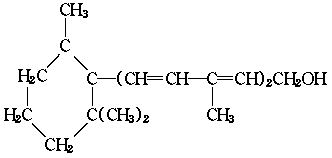 CH₃
C
H₂C C—(CH=CH—C=CH)₂CH₂OH
H₂C C(CH₃)₂ CH₃
CH₂